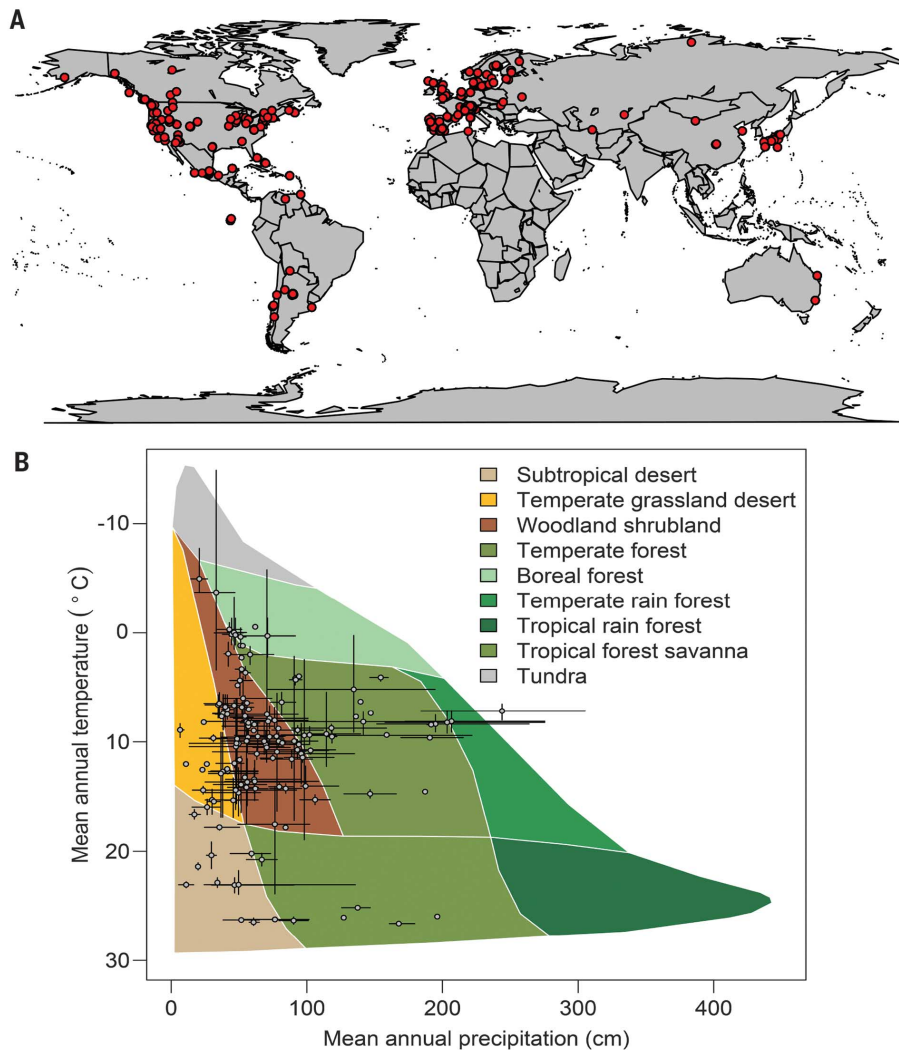 A
B
Subtropical desert
Temperate grassland desert
Woodland shrubland
Temperate forest
Boreal forest
Temperate rain forest
Tropical rain forest
Tropical forest savanna
Tundra
-10
0
10
20
30
Mean annual temperature (°C)
0
100
200
300
400
Mean annual precipitation (cm)